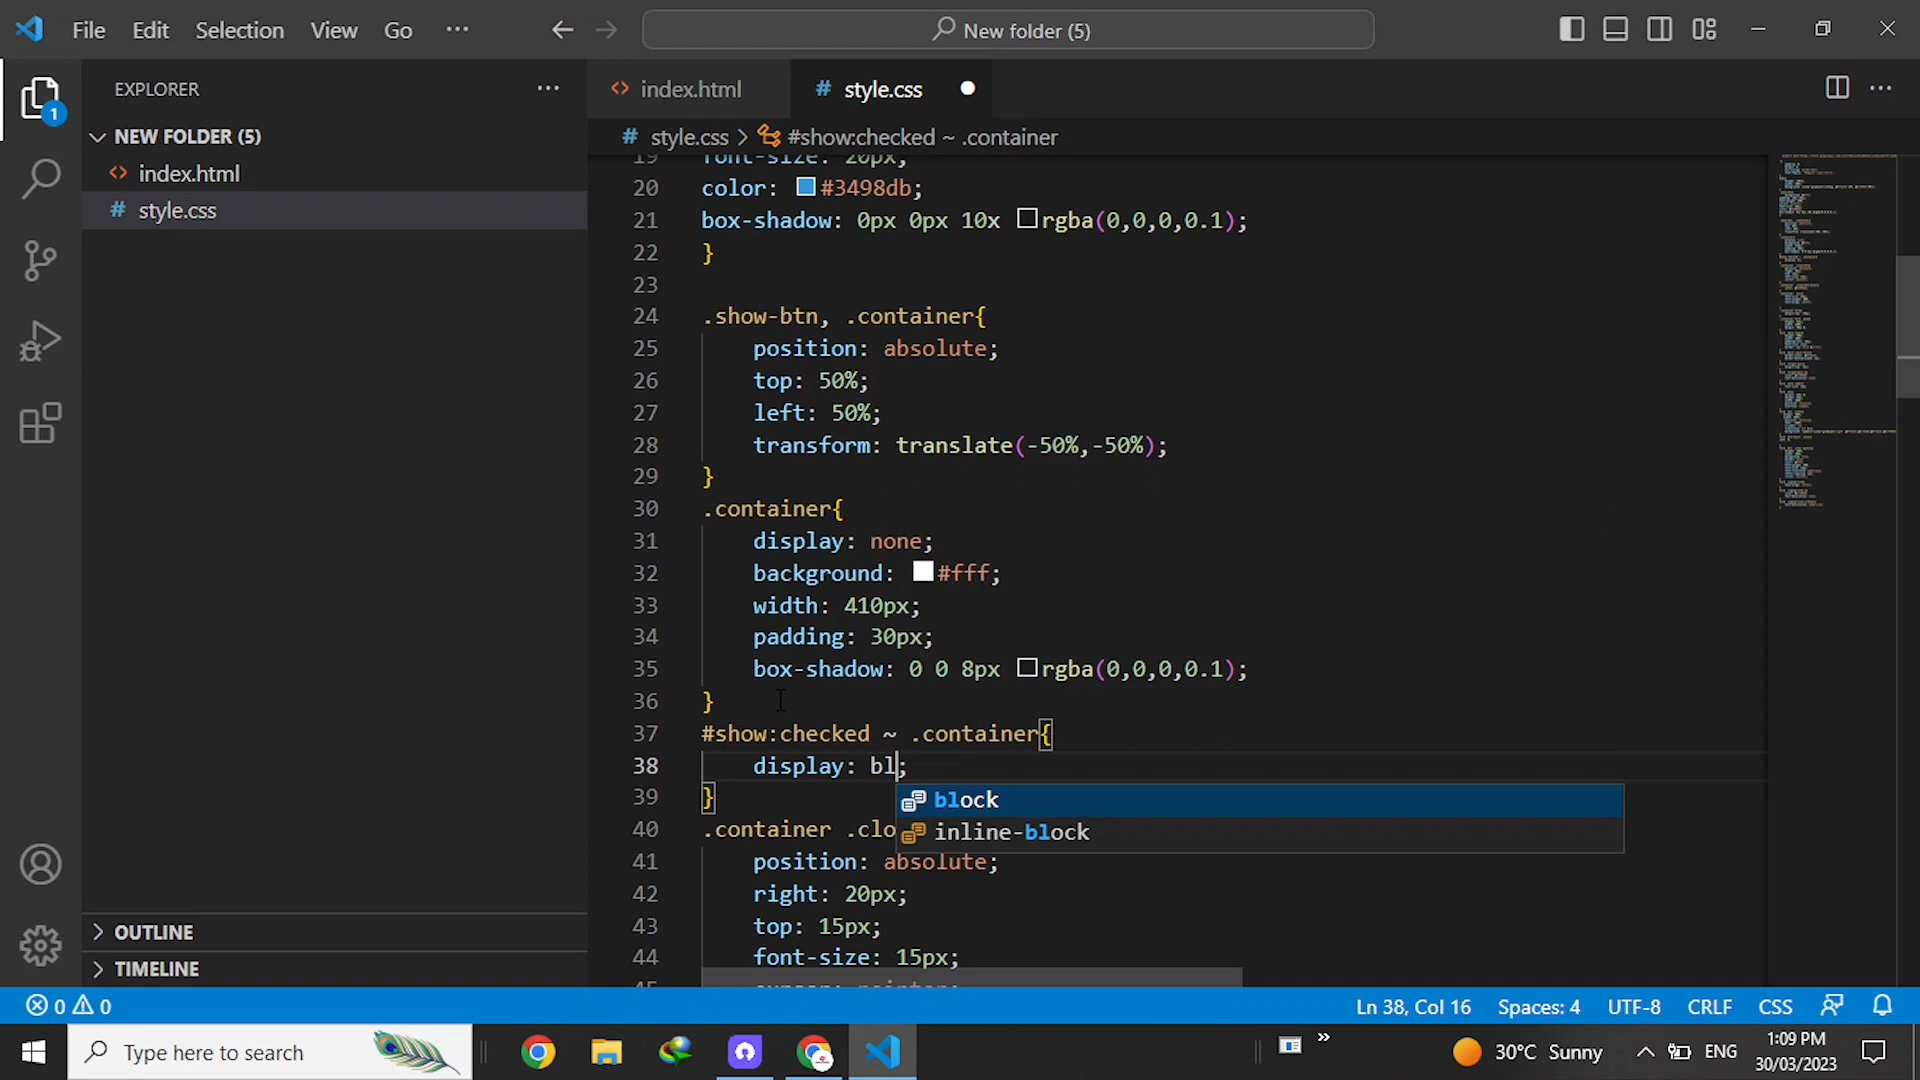 File Edit Selection View Go ···
New folder (5)
EXPLORER
NEW FOLDER (5)
index.html
style.css
OUTLINE
TIMELINE
index.html
style.css
style.css > #show:checked ~ .container
19 font-size: 20px;
20 color: #3498db;
21 box-shadow: 0px 0px 10x rgba(0,0,0,0.1);
22 }
23
24 .show-btn, .container{
25 position: absolute;
26 top: 50%;
27 left: 50%;
28 transform: translate(-50%,-50%);
29 }
30 .container{
31 display: none;
32 background: #fff;
33 width: 410px;
34 padding: 30px;
35 box-shadow: 0 0 8px rgba(0,0,0,0.1);
36 }
37 #show:checked ~ .container{
38 display: bl;
block
inline-block
39 }
40 .container .clo
41 position: absolute;
42 right: 20px;
43 top: 15px;
44 font-size: 15px;
0 0
Ln 38, Col 16 Spaces: 4 UTF-8 CRLF CSS
Type here to search
30°C Sunny ENG
1:09 PM
30/03/2023